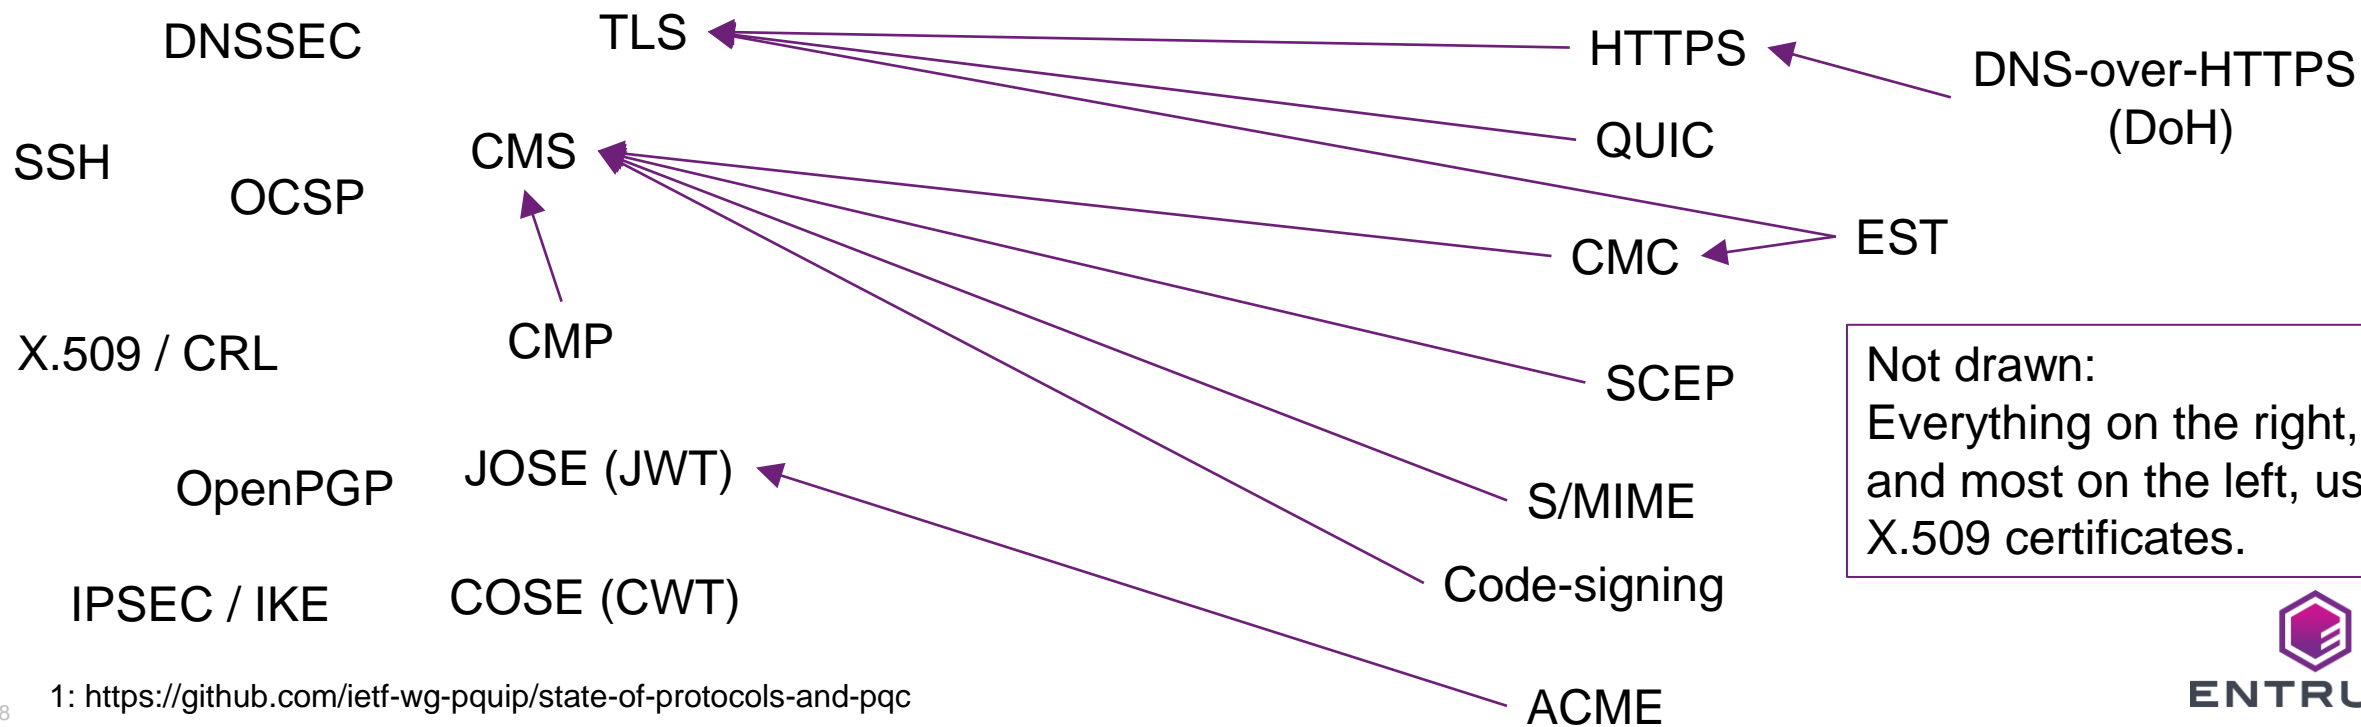 DNSSEC
TLS
HTTPS
DNS-over-HTTPS
(DoH)
SSH
OCSP
CMS
QUIC
EST
CMC
X.509 / CRL
CMP
SCEP
Not drawn:
Everything on the right,
and most on the left, us
X.509 certificates.
OpenPGP
JOSE (JWT)
S/MIME
Code-signing
IPSEC / IKE
COSE (CWT)
ACME
1: https://github.com/ietf-wg-pquip/state-of-protocols-and-pqc
8
ENTRU